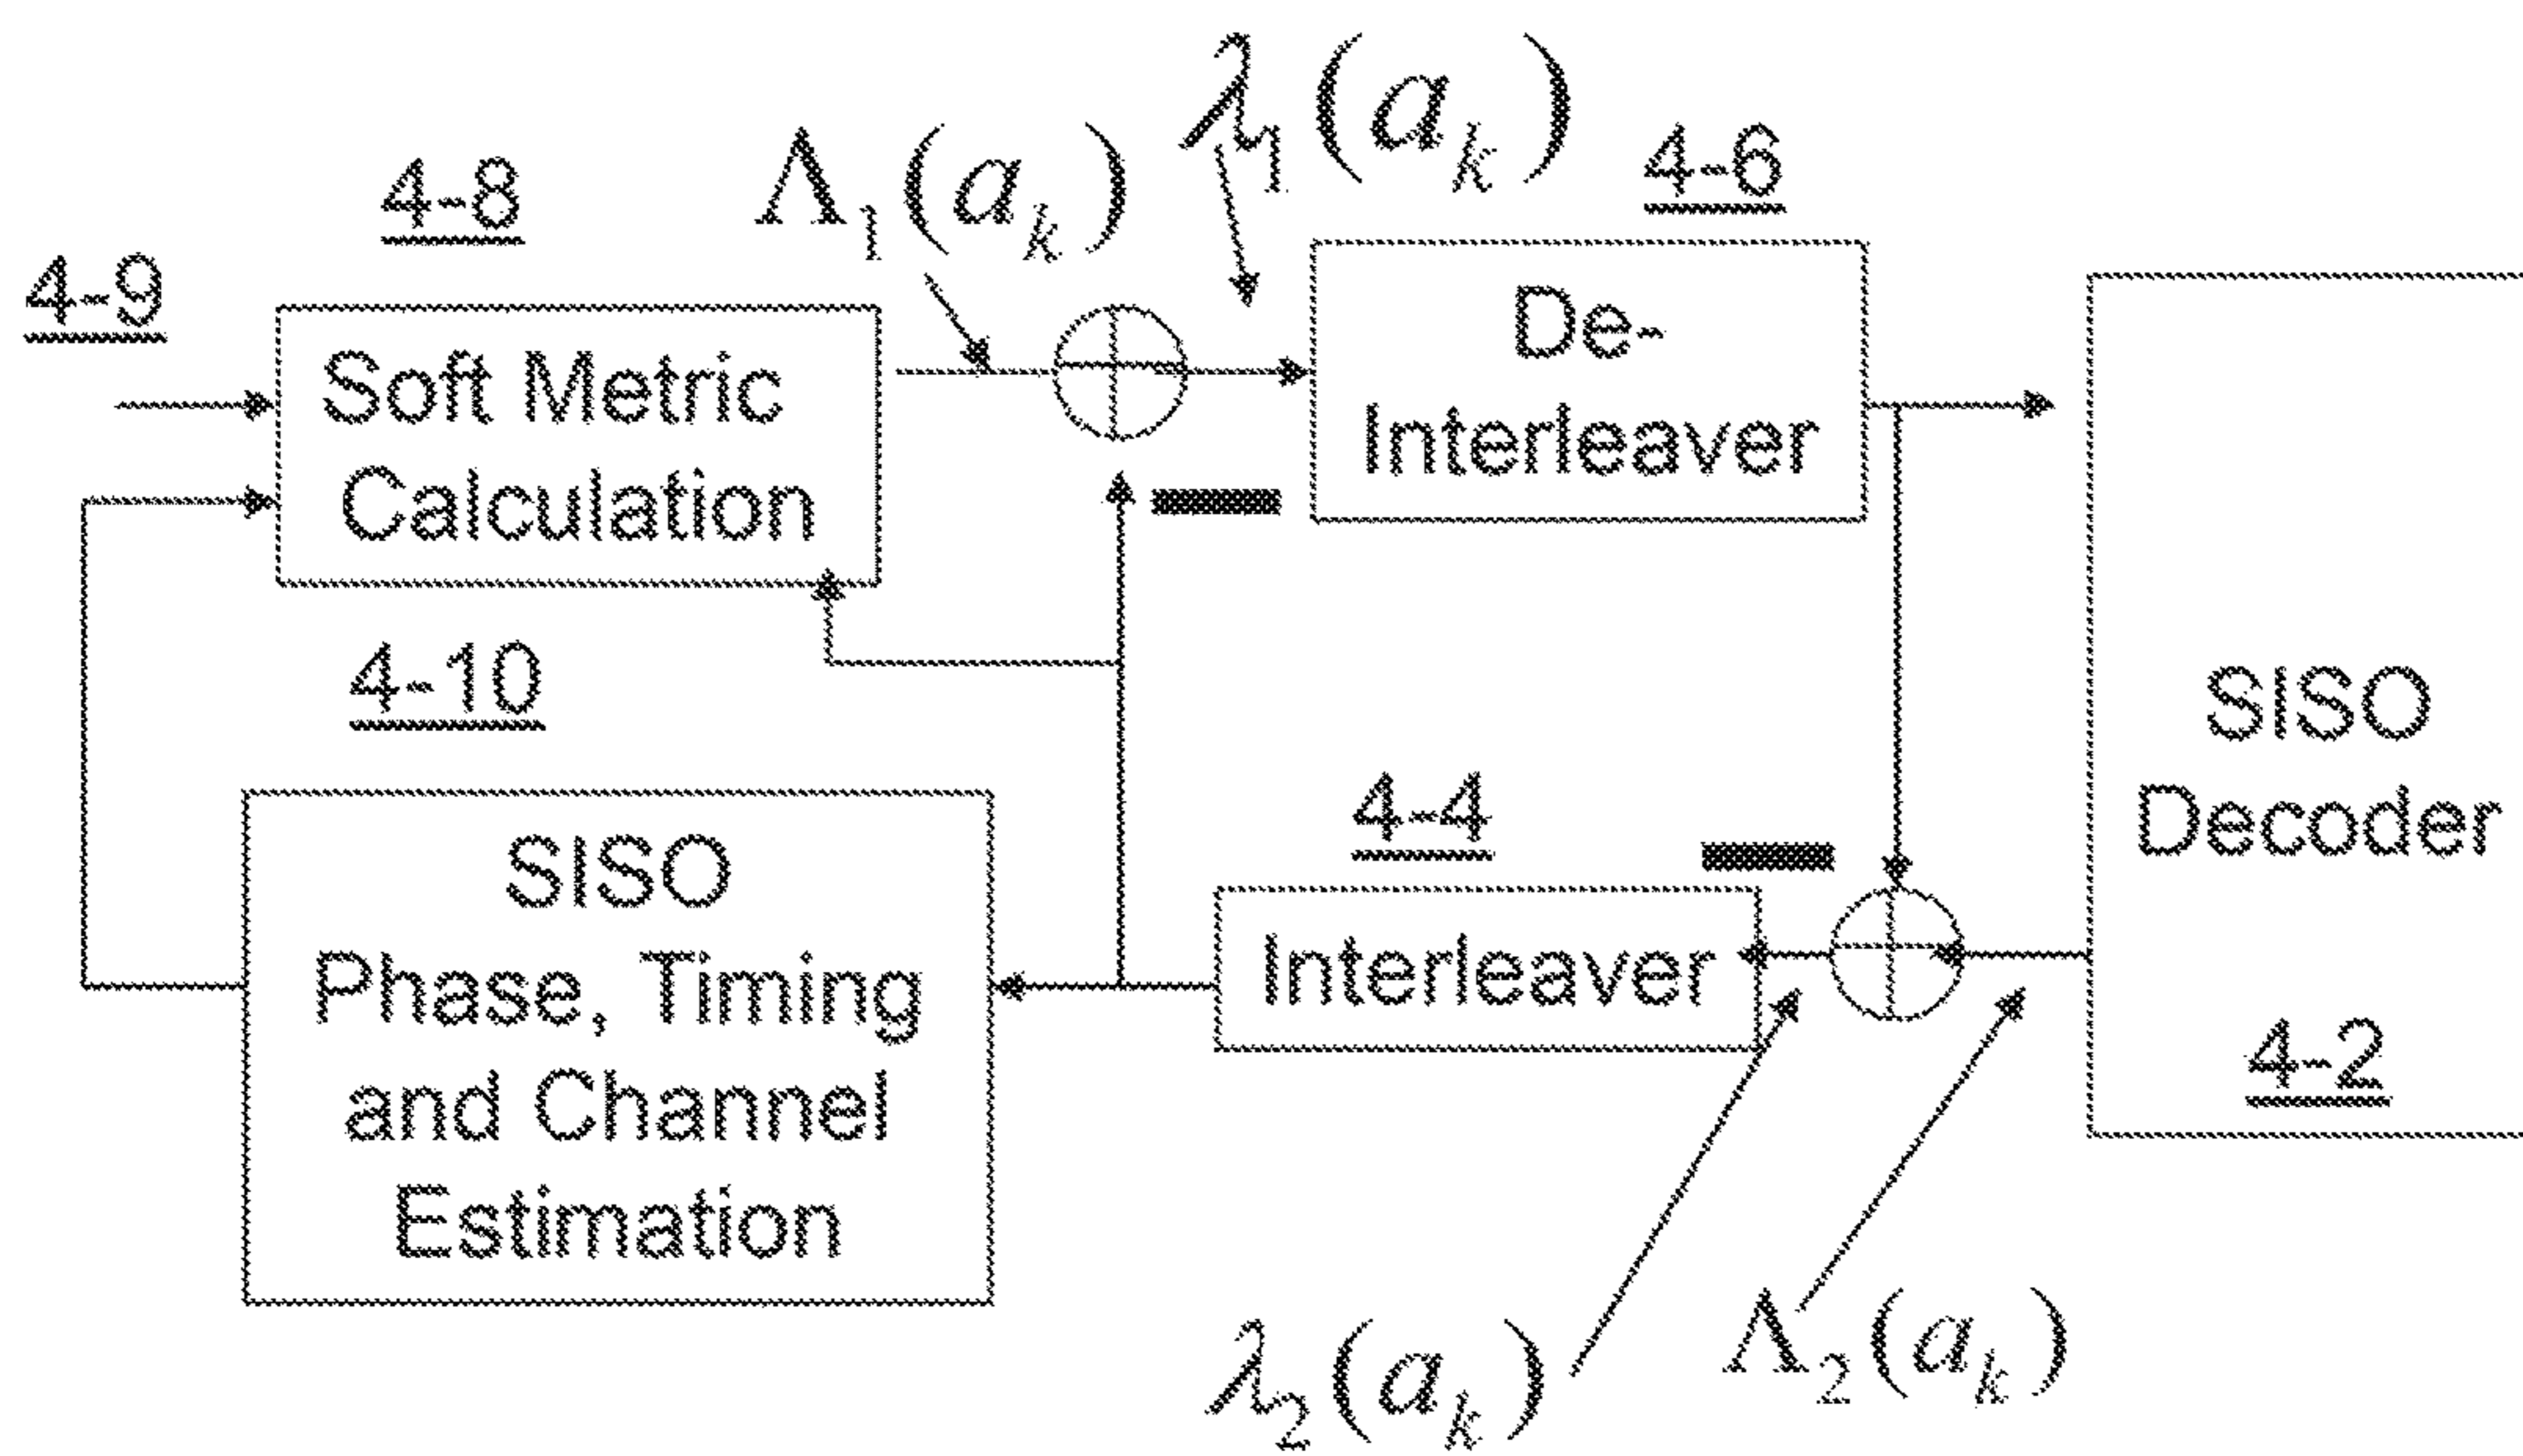 λ₁(aₖ)
4-6
4-8
Λ₁(aₖ)
4-9
Soft Metric
Calculation
De-
Interleaver
4-10
SISO
Decoder
4-2
4-4
Interleaver
SISO
Phase, Timing
and Channel
Estimation
λ₂(aₖ)
Λ₂(aₖ)